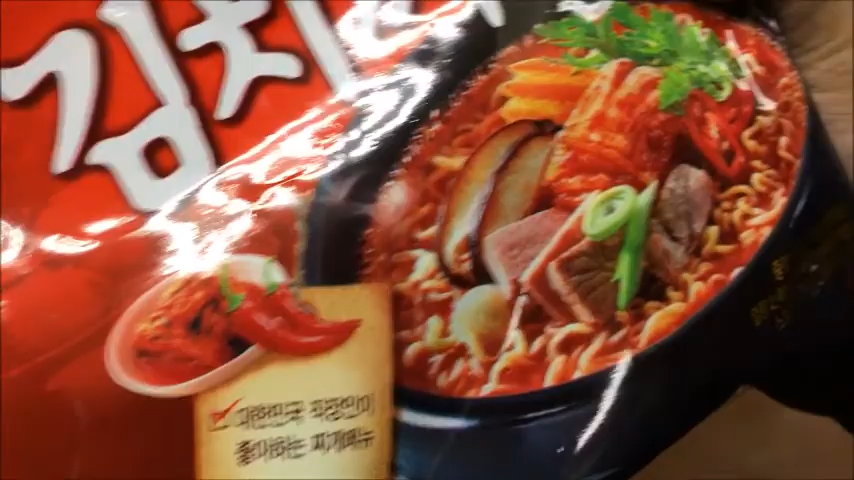 김치
대한민국 직장인이
좋아하는 찌개메뉴